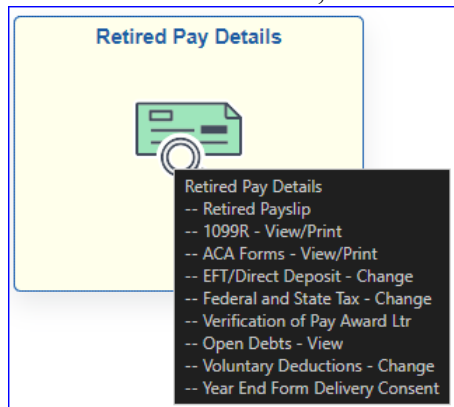 Retired Pay Details
Retired Pay Details
-- Retired Payslip
-- 1099R - View/Print
-- ACA Forms - View/Print
-- EFT/Direct Deposit - Change
-- Federal and State Tax - Change
-- Verification of Pay Award Ltr
-- Open Debts - View
-- Voluntary Deductions - Change
-- Year End Form Delivery Consent